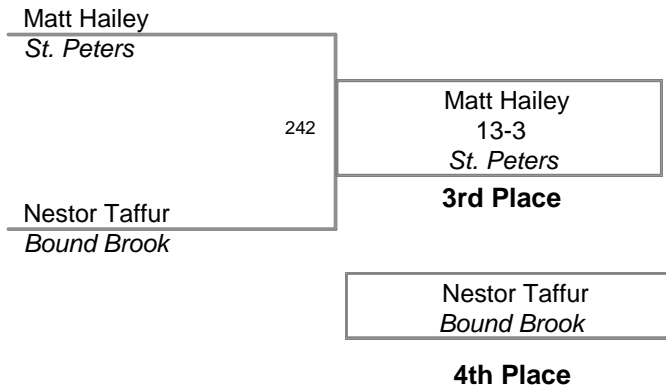 Matt Hailey
St. Peters
242
Matt Hailey
13-3
St. Peters
3rd Place
Nestor Taffur
Bound Brook
Nestor Taffur
Bound Brook
4th Place